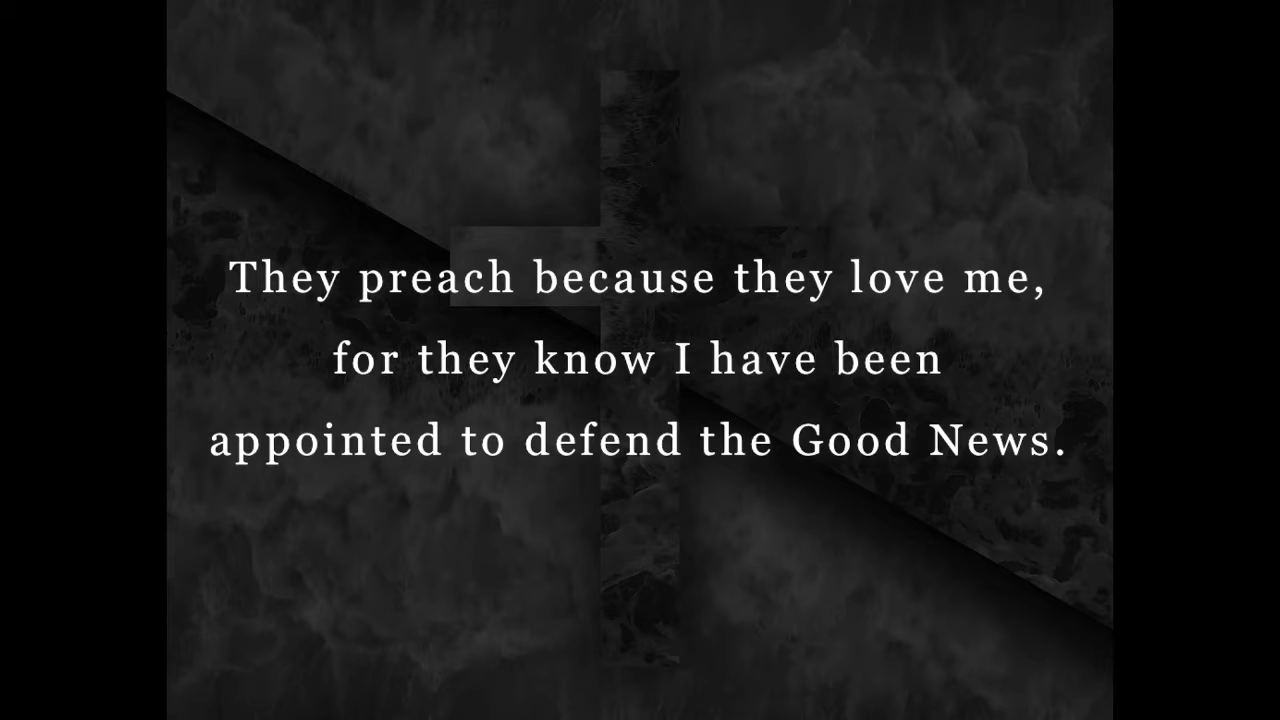 They preach because they love me,
for they know I have been
appointed to defend the Good News.